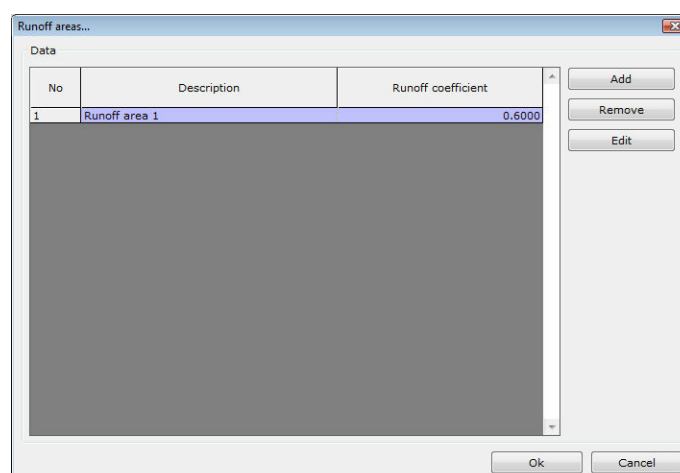 Runoff areas...
Data
No Description Runoff coefficient
1 Runoff area 1 0.6000
Add
Remove
Edit
Ok Cancel